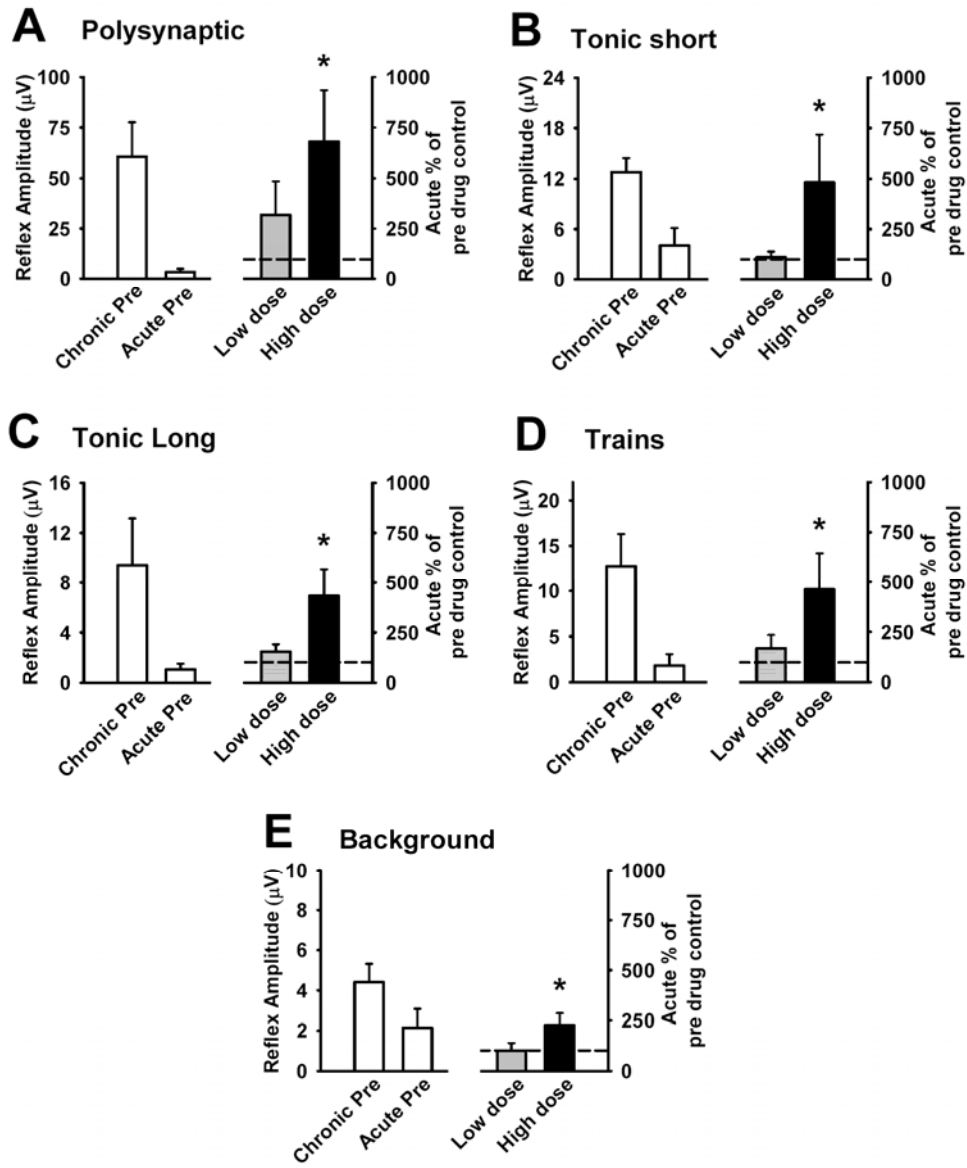 A Polysynaptic
Reflex Amplitude (μV)
100
75
50
25
0
Chronic Pre
Acute Pre
*
Low dose
High dose
1000
750
500
250
0
Acute % of
pre drug control
B Tonic short
Reflex Amplitude (μV)
24
18
12
6
0
Chronic Pre
Acute Pre
*
Low dose
High dose
1000
750
500
250
0
Acute % of
pre drug control
C Tonic Long
Reflex Amplitude (μV)
16
12
8
4
0
Chronic Pre
Acute Pre
*
Low dose
High dose
1000
750
500
250
0
Acute % of
pre drug control
D Trains
Reflex Amplitude (μV)
20
15
10
5
0
Chronic Pre
Acute Pre
*
Low dose
High dose
1000
750
500
250
0
Acute % of
pre drug control
E Background
Reflex Amplitude (μV)
10
8
6
4
2
0
Chronic Pre
Acute Pre
*
Low dose
High dose
1000
750
500
250
0
Acute % of
pre drug control